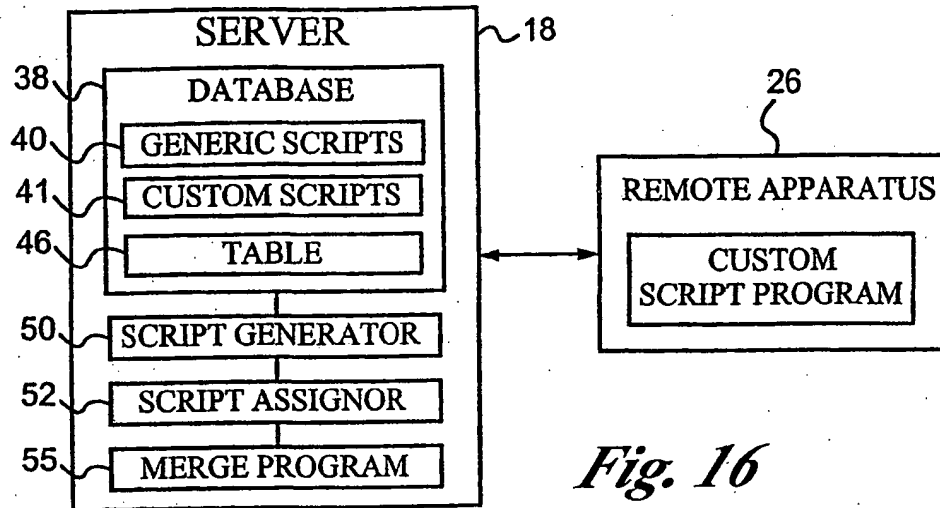 SERVER
18
38
DATABASE
40
GENERIC SCRIPTS
41
CUSTOM SCRIPTS
46
TABLE
50
SCRIPT GENERATOR
52
SCRIPT ASSIGNOR
55
MERGE PROGRAM
26
REMOTE APPARATUS
CUSTOM
SCRIPT PROGRAM
Fig. 16